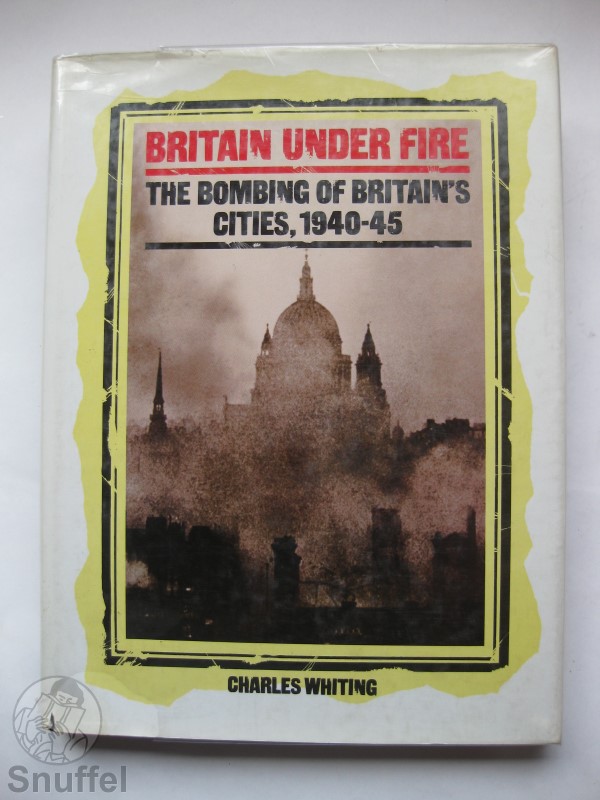 BRITAIN UNDER FIRE
THE BOMBING OF BRITAIN'S
CITIES, 1940-45
CHARLES WHITING
Snuffel